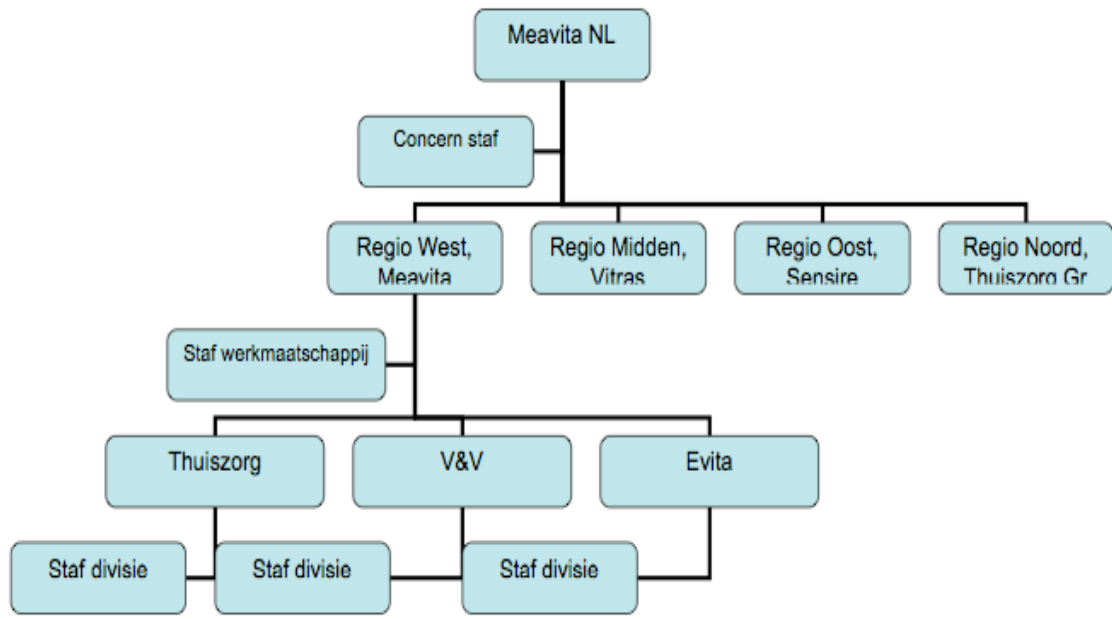 Meavita NL
Concern staf
Regio West,
Meavita
Regio Midden,
Vitras
Regio Oost,
Sensire
Regio Noord,
Thuiszorg Gr
Staf werkmaatschappij
Thuiszorg
V&V
Evita
Staf divisie
Staf divisie
Staf divisie